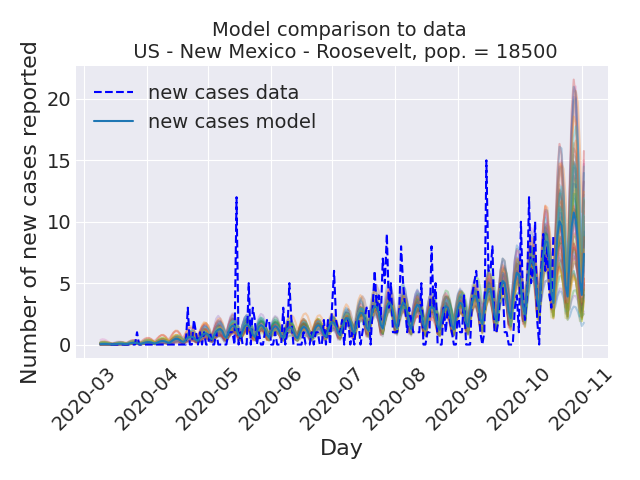 Model comparison to data
US - New Mexico - Roosevelt, pop. = 18500
Number of new cases reported
20
15
10
5
0
new cases data
new cases model
2020-03
2020-04
2020-05
2020-06
2020-07
2020-08
2020-09
2020-10
2020-11
Day